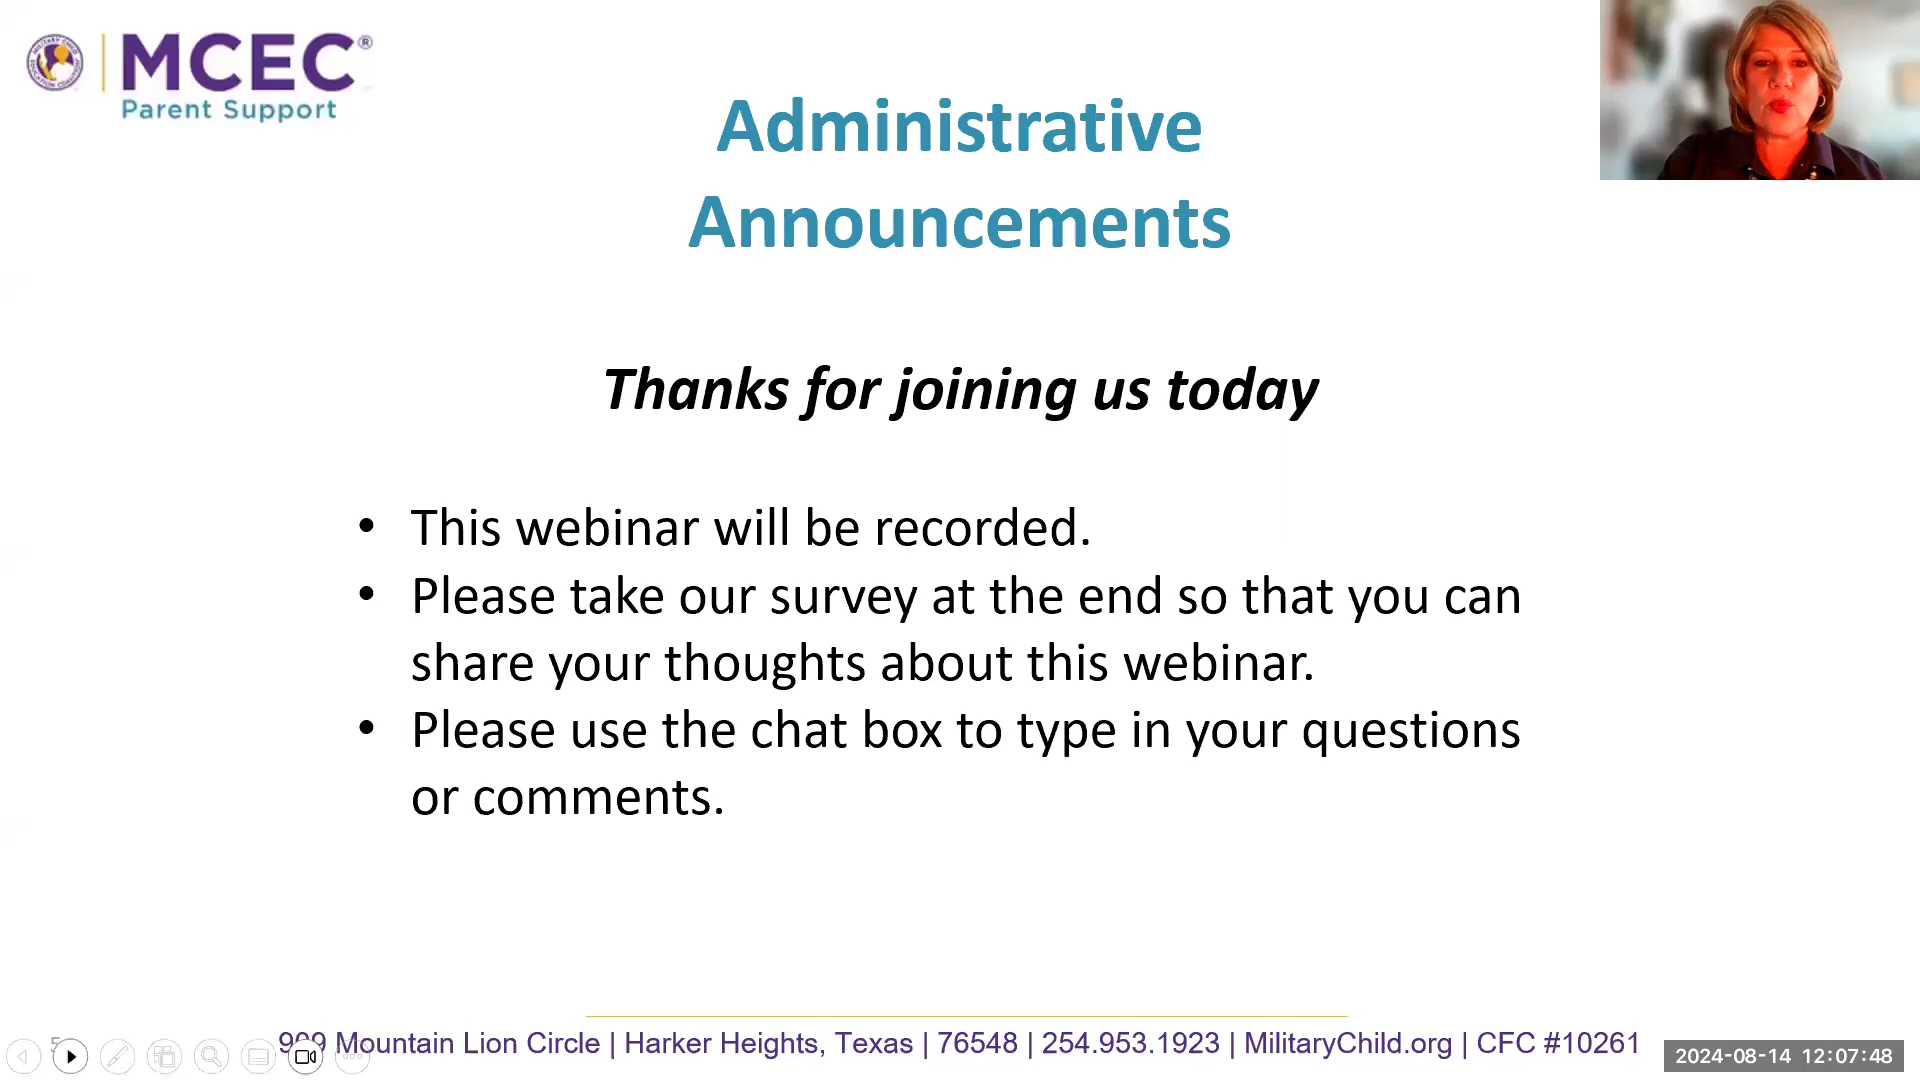 MCEC®
Parent Support
Administrative
Announcements
Thanks for joining us today
• This webinar will be recorded.
• Please take our survey at the end so that you can
share your thoughts about this webinar.
• Please use the chat box to type in your questions
or comments.
5
999 Mountain Lion Circle | Harker Heights, Texas | 76548 | 254.953.1923 | MilitaryChild.org | CFC #10261
2024-08-14 12:07:48